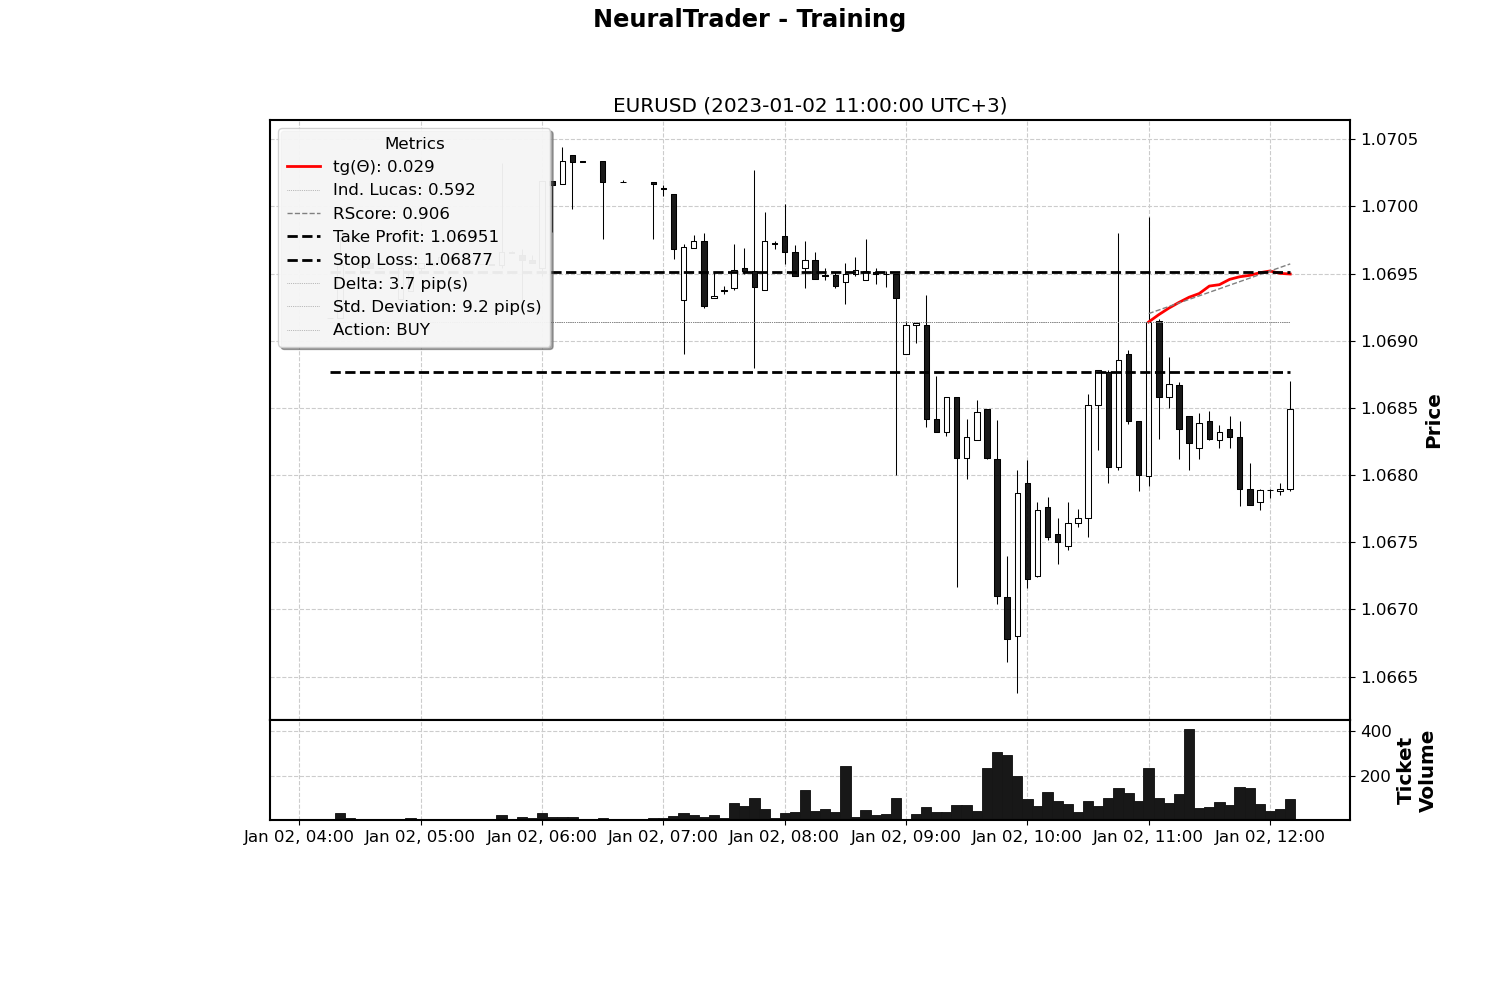 NeuralTrader - Training
EURUSD (2023-01-02 11:00:00 UTC+3)
Metrics
tg(Θ): 0.029
Ind. Lucas: 0.592
RScore: 0.906
Take Profit: 1.06951
Stop Loss: 1.06877
Delta: 3.7 pip(s)
Std. Deviation: 9.2 pip(s)
Action: BUY
1.0705
1.0700
1.0695
1.0690
1.0685
1.0680
1.0675
1.0670
1.0665
Price
400
200
Ticket
Volume
Jan 02, 04:00
Jan 02, 05:00
Jan 02, 06:00
Jan 02, 07:00
Jan 02, 08:00
Jan 02, 09:00
Jan 02, 10:00
Jan 02, 11:00
Jan 02, 12:00